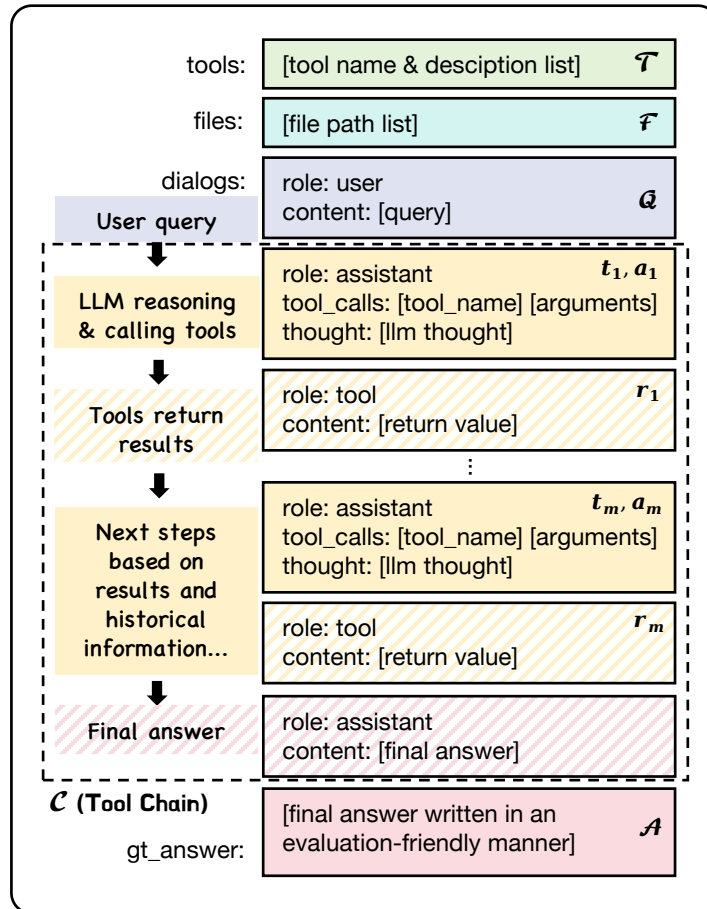 tools:
[tool name & desciption list] 𝒯
files:
[file path list] ℱ
dialogs:
role: user
content: [query] 𝒬
User query
role: assistant t₁, a₁
tool_calls: [tool_name] [arguments]
thought: [llm thought]
LLM reasoning
& calling tools
role: tool r₁
content: [return value]
Tools return
results
⋮
role: assistant tₘ, aₘ
tool_calls: [tool_name] [arguments]
thought: [llm thought]
Next steps
based on
results and
historical
information...
role: tool rₘ
content: [return value]
Final answer
role: assistant
content: [final answer]
𝒞 (Tool Chain)
gt_answer:
[final answer written in an
evaluation-friendly manner] 𝒜